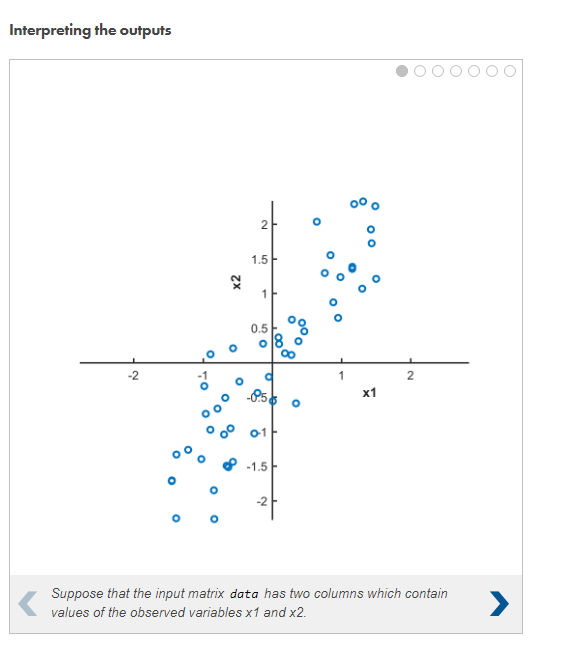 Interpreting the outputs
2
1.5
x2
1
0.5
-2
-1
1
2
x1
-0.5
-1
-1.5
-2
Suppose that the input matrix data has two columns which contain
values of the observed variables x1 and x2.